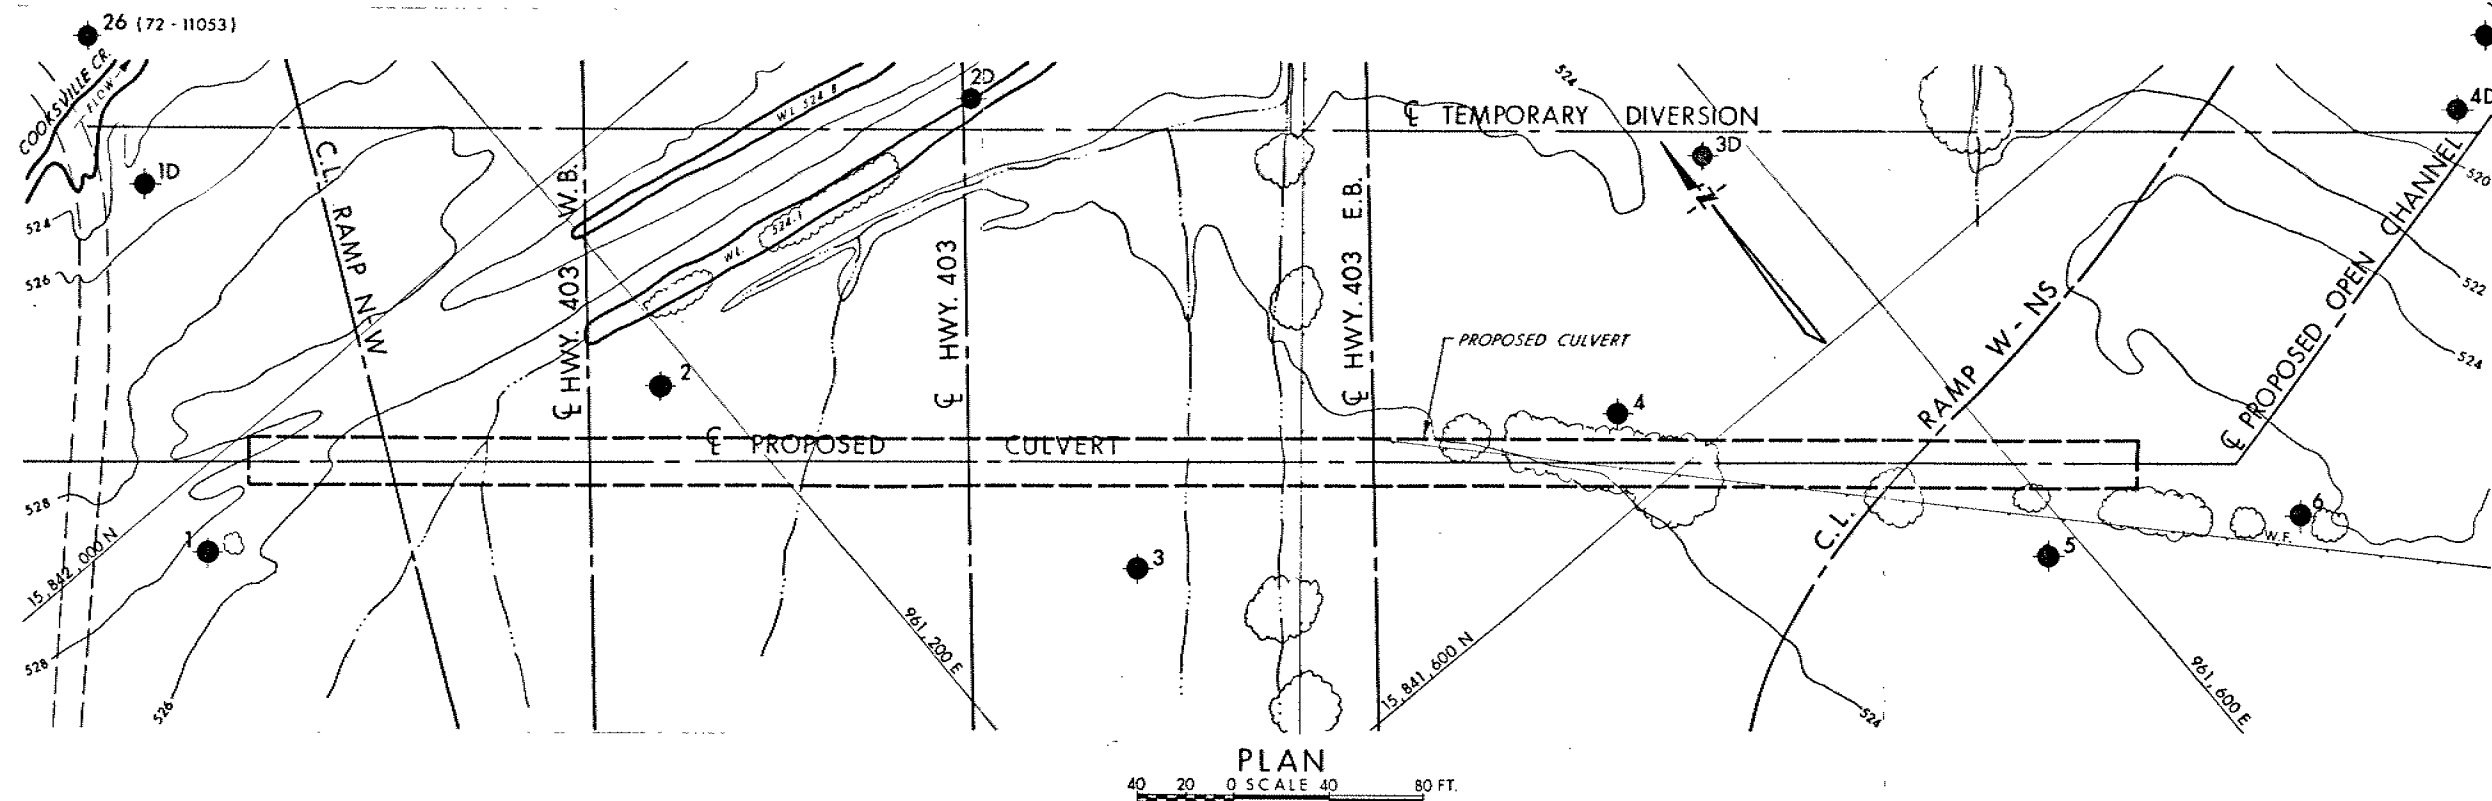 26 (72 - 11053)
COOKSVILLE CR.
FLOW
1D
2D
3D
4D
℄ TEMPORARY DIVERSION
524
N
W.L. 524.8
W.L. 524.1
C.L. RAMP N-W
℄ HWY. 403 W.B.
℄ HWY. 403
℄ HWY. 403 E.B.
524
526
528
528
526
520
522
524
524
PROPOSED CULVERT
C.L. RAMP W-NS
℄ PROPOSED OPEN CHANNEL
℄ PROPOSED CULVERT
1
2
3
4
5
6
W.F.
15,842,000 N
961,200 E
15,841,600 N
961,600 E
PLAN
40 20 0 SCALE 40 80 FT.